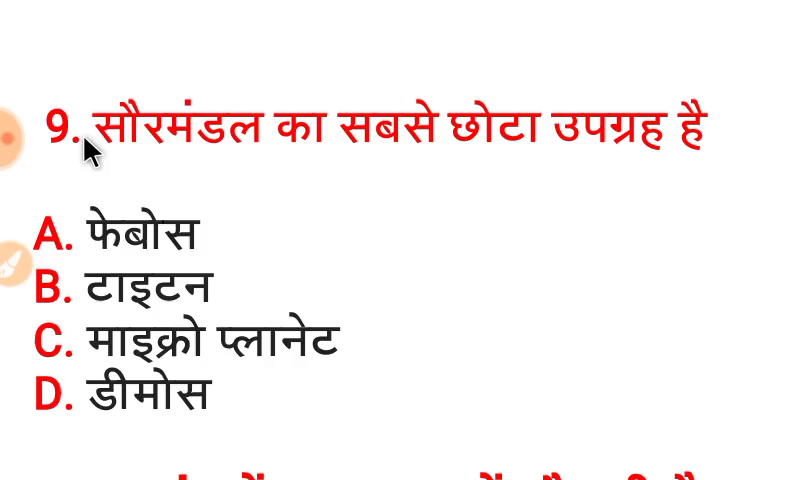 9. सौरमंडल का सबसे छोटा उपग्रह है
A. फेबोस
B. टाइटन
C. माइक्रो प्लानेट
D. डीमोस